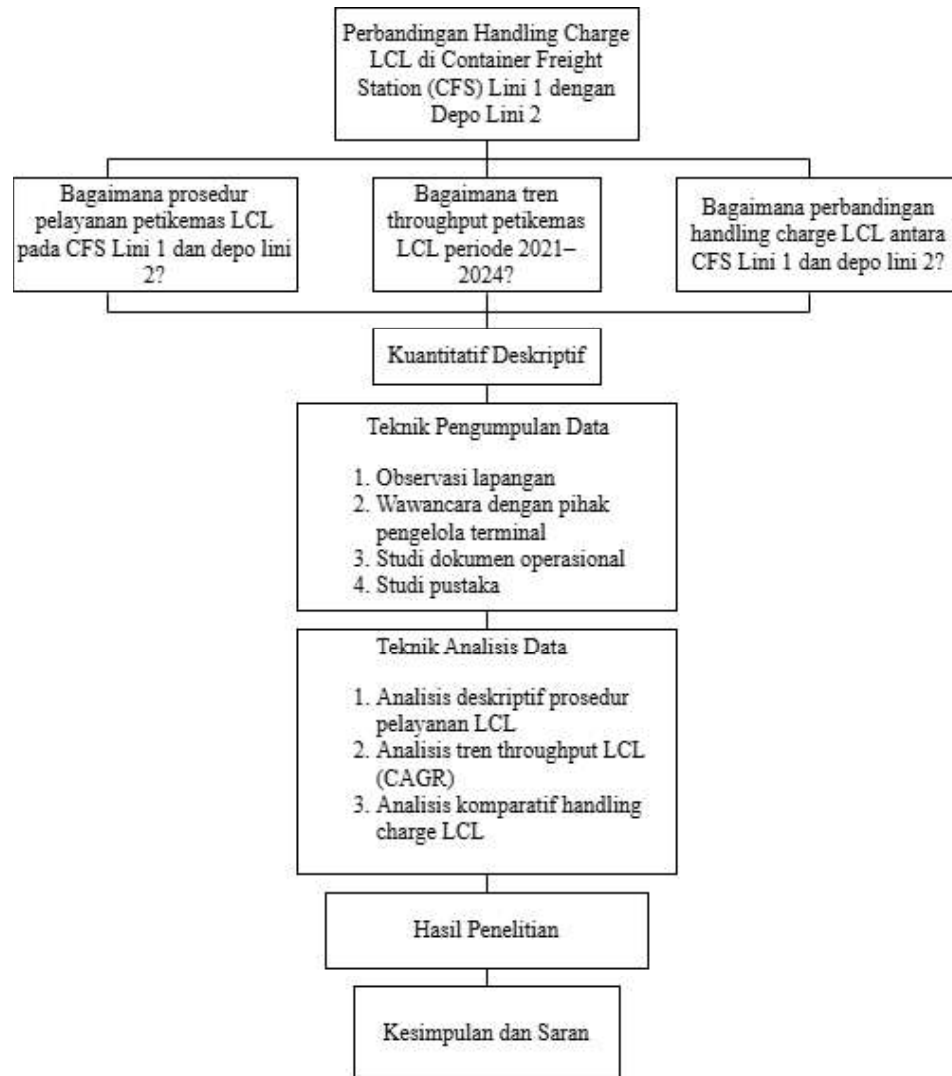 Perbandingan Handling Charge
LCL di Container Freight
Station (CFS) Lini 1 dengan
Depo Lini 2
Bagaimana prosedur
pelayanan petikemas LCL
pada CFS Lini 1 dan depo lini
2?
Bagaimana tren
throughput petikemas
LCL periode 2021–
2024?
Bagaimana perbandingan
handling charge LCL antara
CFS Lini 1 dan depo lini 2?
Kuantitatif Deskriptif
Teknik Pengumpulan Data
1. Observasi lapangan
2. Wawancara dengan pihak
pengelola terminal
3. Studi dokumen operasional
4. Studi pustaka
Teknik Analisis Data
1. Analisis deskriptif prosedur
pelayanan LCL
2. Analisis tren throughput LCL
(CAGR)
3. Analisis komparatif handling
charge LCL
Hasil Penelitian
Kesimpulan dan Saran